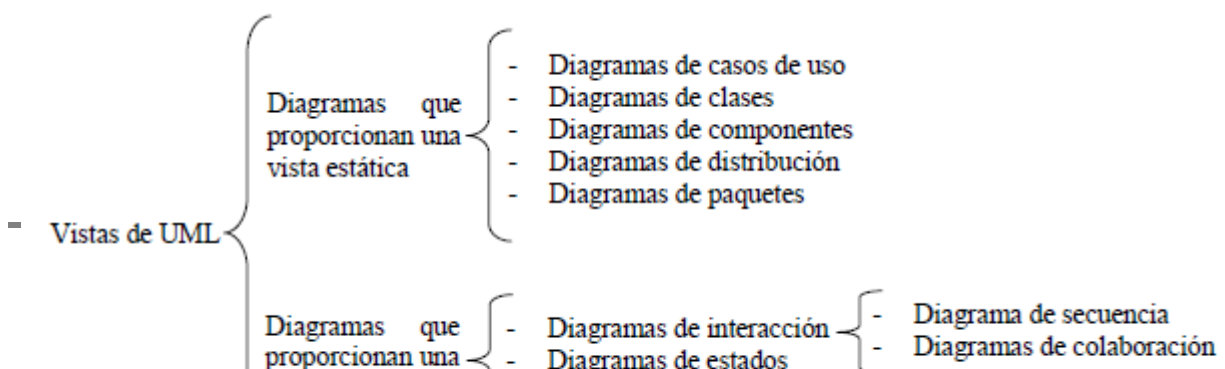 - Diagramas de casos de uso
Diagramas que - Diagramas de clases
proporcionan una - Diagramas de componentes
vista estática - Diagramas de distribución
- Diagramas de paquetes
- Vistas de UML
Diagramas que - Diagramas de interacción - Diagrama de secuencia
proporcionan una - Diagramas de estados - Diagramas de colaboración